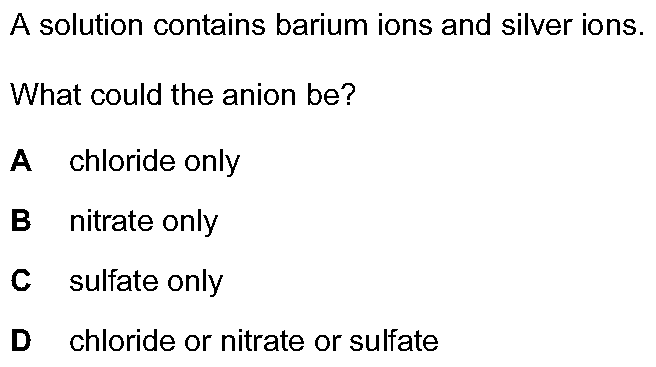 A solution contains barium ions and silver ions.
What could the anion be?
A chloride only
B nitrate only
C sulfate only
D chloride or nitrate or sulfate